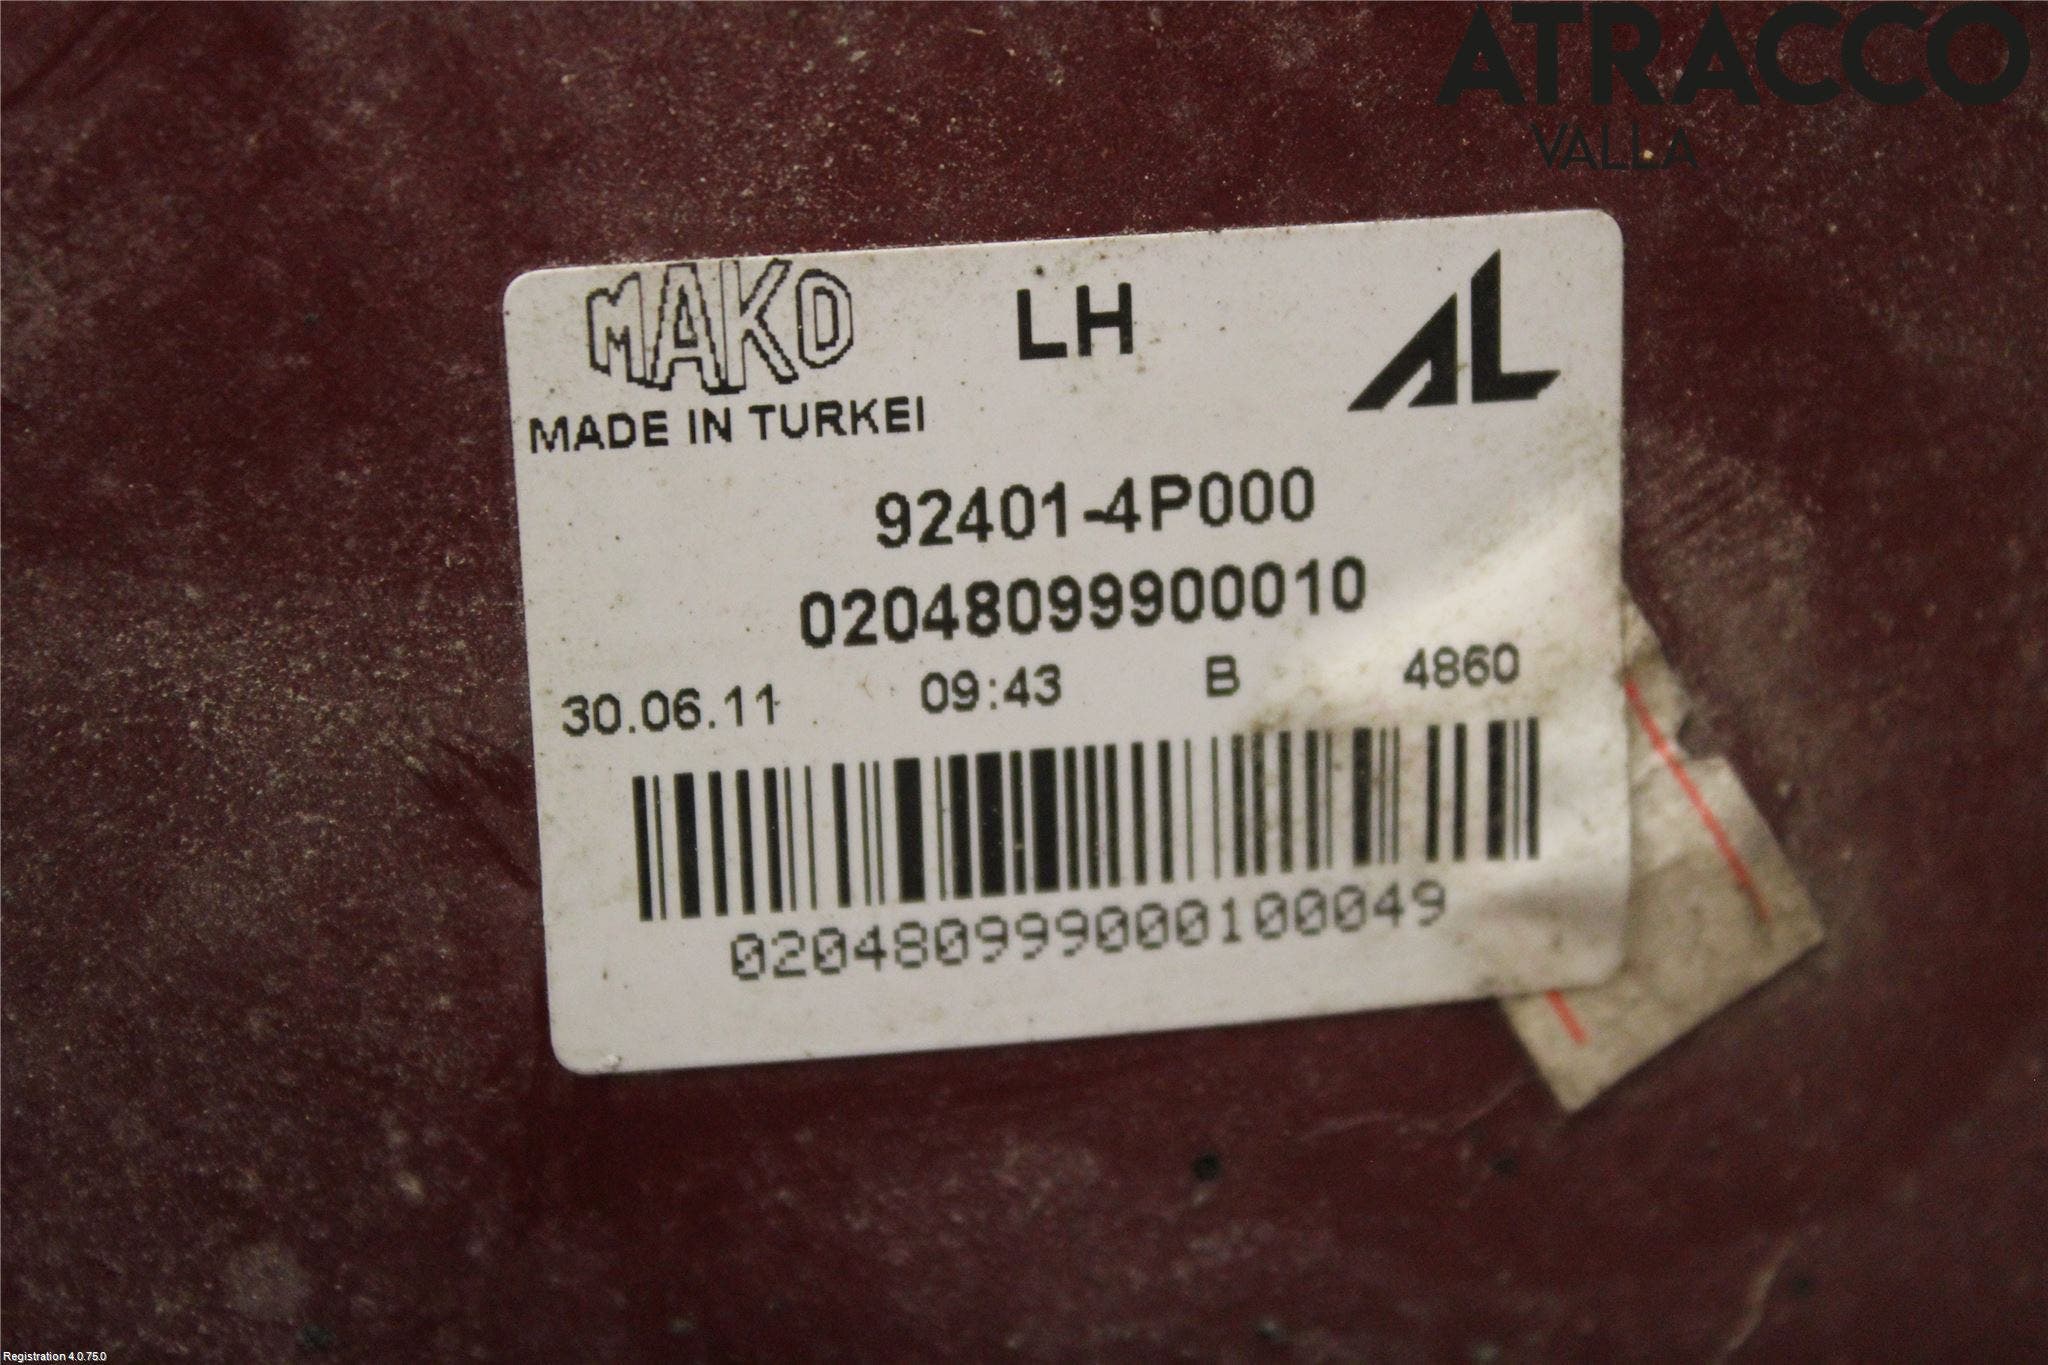 ATRACCO
VALLA
MAKO LH AL
MADE IN TURKEI
92401-4P000
02048099900010
30.06.11 09:43 B 4860
020480999000100049
Registration 4.0.75.0